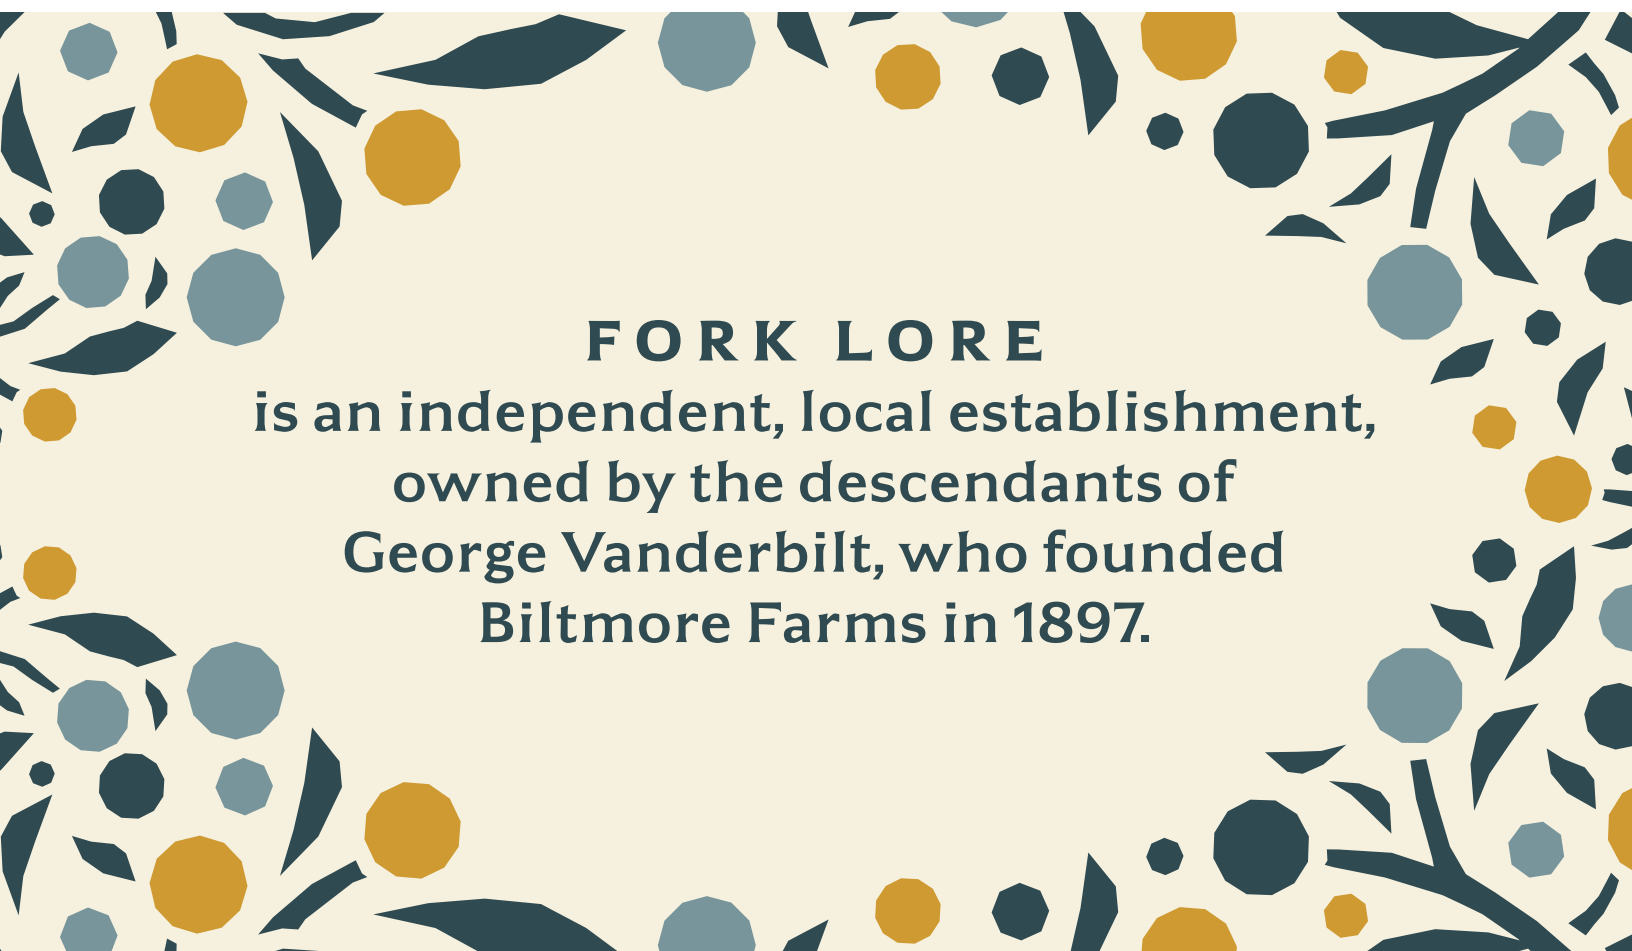 FORK LORE
is an independent, local establishment,
owned by the descendants of
George Vanderbilt, who founded
Biltmore Farms in 1897.